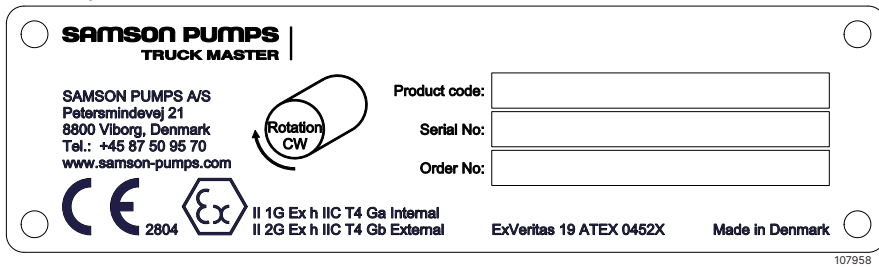 SAMSON PUMPS
TRUCK MASTER
SAMSON PUMPS A/S
Petersmindevej 21
8800 Viborg, Denmark
Tel.: +45 87 50 95 70
www.samson-pumps.com
Rotation
CW
Product code:
Serial No:
Order No:
CE 2804 Ex
II 1G Ex h IIC T4 Ga Internal
II 2G Ex h IIC T4 Gb External
ExVeritas 19 ATEX 0452X
Made in Denmark
107958